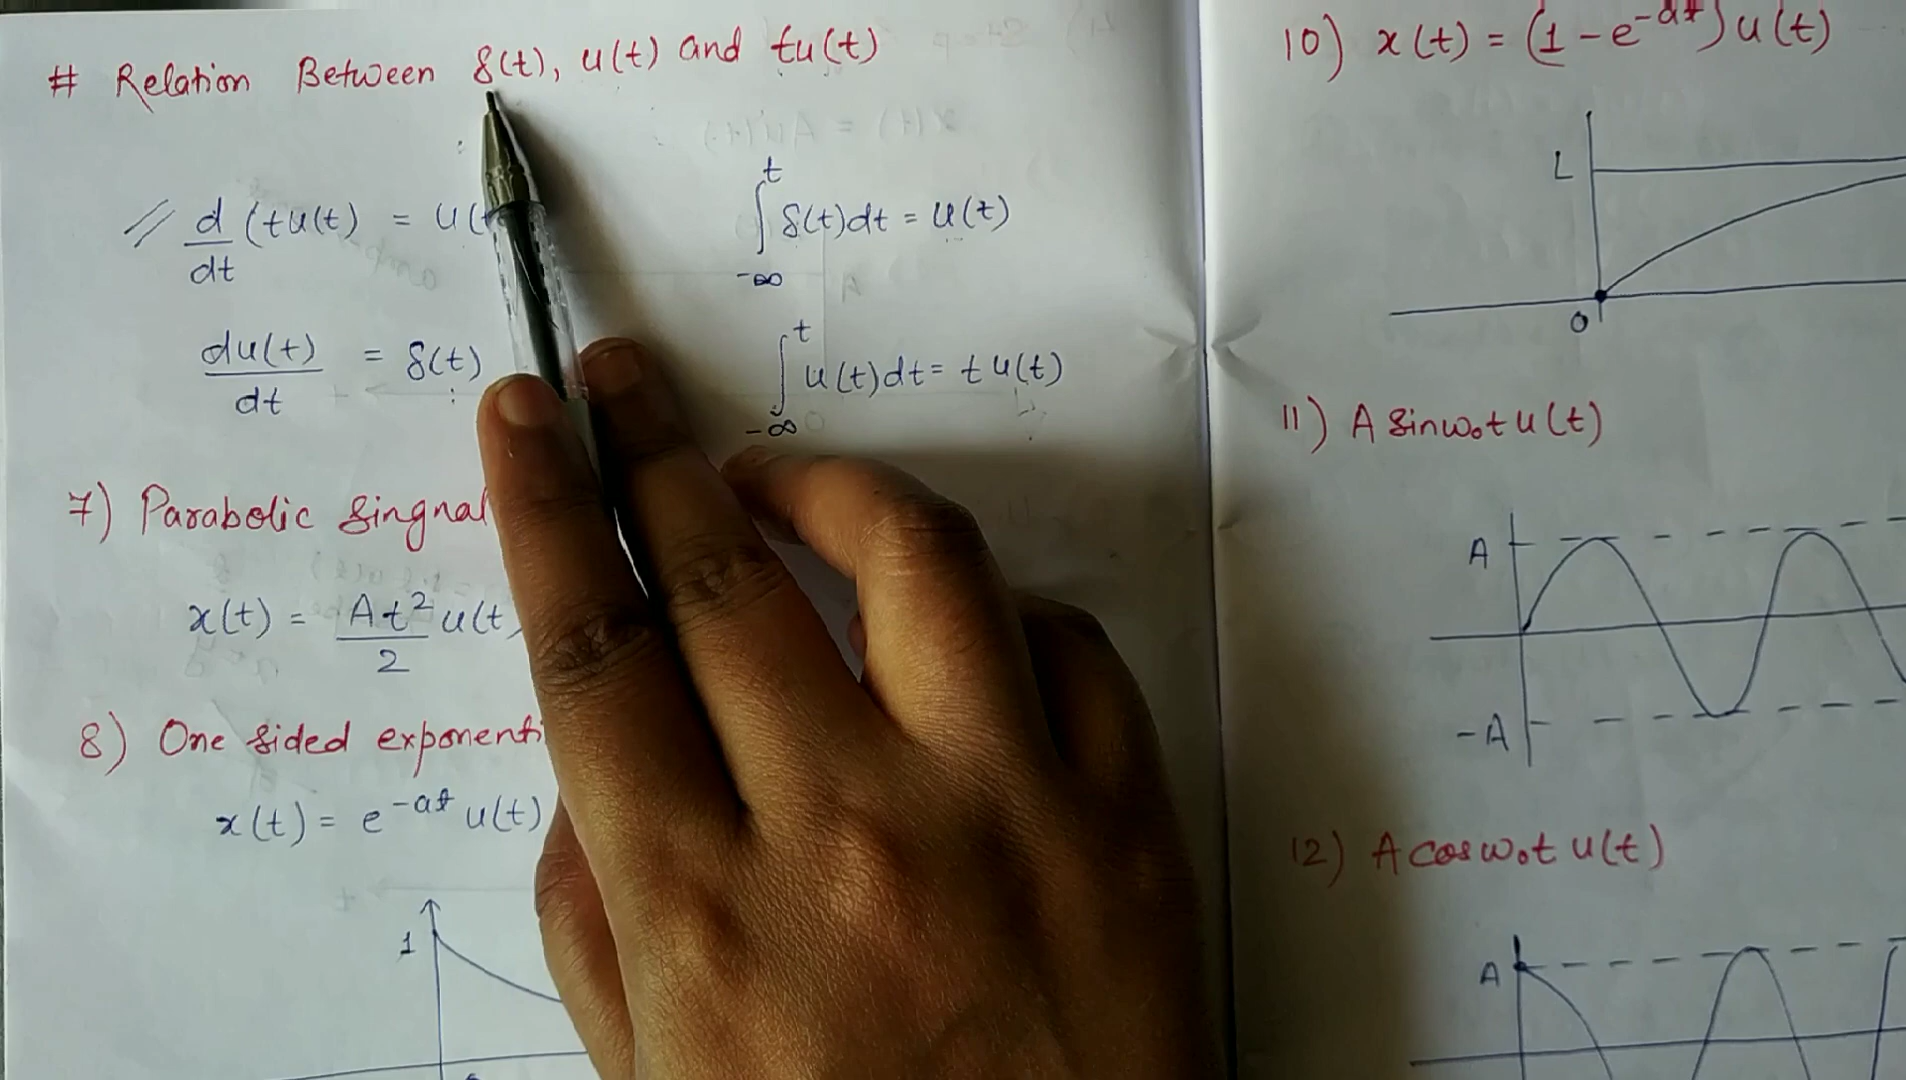 # Relation Between δ(t), u(t) and tu(t)
// d/dt (tu(t) = u(t
∫_{-∞}^{t} δ(t)dt = u(t)
du(t)/dt = δ(t)
∫_{-∞}^{t} u(t)dt = t u(t)
7) Parabolic Singnal
x(t) = At²/2 u(t)
8) One sided exponenti
x(t) = e^{-at} u(t)
1
10) x(t) = (1-e^{-at})u(t)
L
0
11) A Sinω₀t u(t)
A
-A
12) A cosω₀t u(t)
A